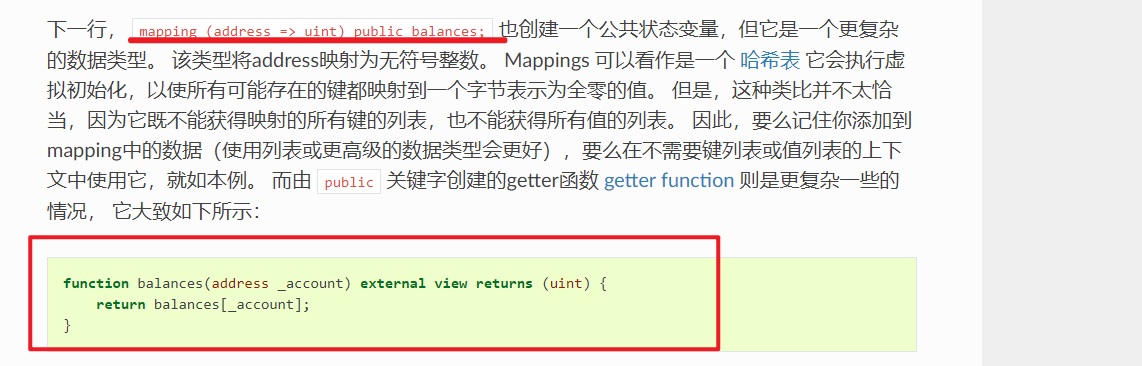 下一行， mapping (address => uint) public balances; 也创建一个公共状态变量，但它是一个更复杂
的数据类型。 该类型将address映射为无符号整数。 Mappings 可以看作是一个 哈希表 它会执行虚
拟初始化，以使所有可能存在的键都映射到一个字节表示为全零的值。 但是，这种类比并不太恰
当，因为它既不能获得映射的所有键的列表，也不能获得所有值的列表。 因此，要么记住你添加到
mapping中的数据（使用列表或更高级的数据类型会更好），要么在不需要键列表或值列表的上下
文中使用它，就如本例。 而由 public 关键字创建的getter函数 getter function 则是更复杂一些的
情况， 它大致如下所示：
function balances(address _account) external view returns (uint) {
    return balances[_account];
}